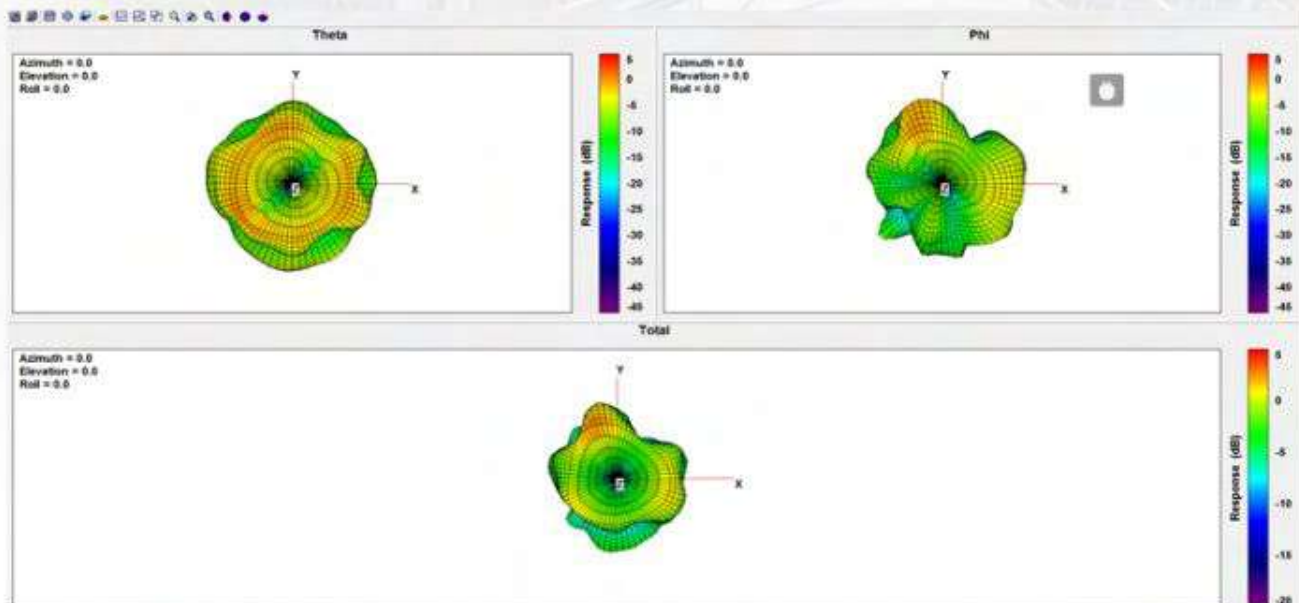 Theta
Azimuth = 0.0
Elevation = 0.0
Roll = 0.0
Y
X
Z
Response (dB)
5
0
-5
-10
-15
-20
-25
-30
-35
-40
-45
Phi
Azimuth = 0.0
Elevation = 0.0
Roll = 0.0
Y
X
Z
Response (dB)
5
0
-5
-10
-15
-20
-25
-30
-35
-40
-45
Total
Azimuth = 0.0
Elevation = 0.0
Roll = 0.0
Y
X
Z
Response (dB)
5
0
-5
-10
-15
-20